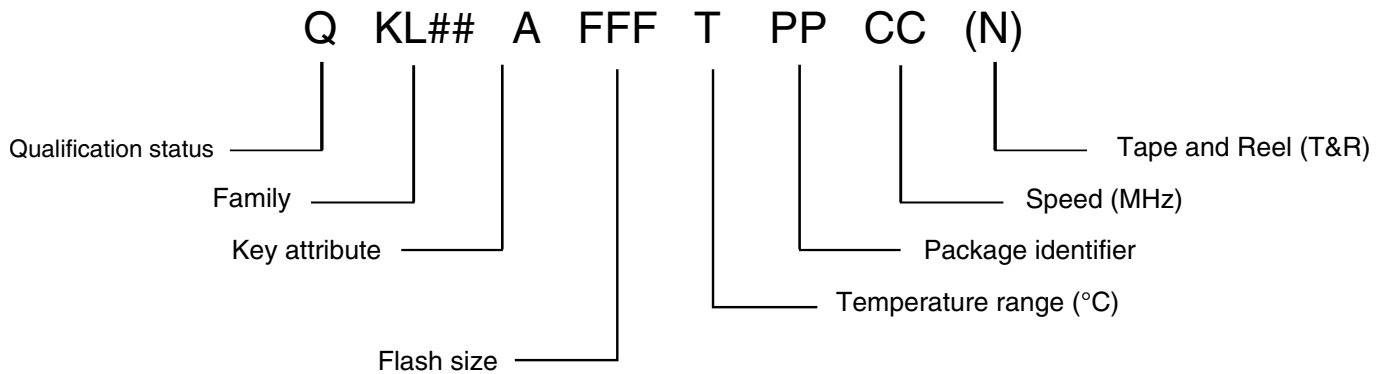 Q KL## A FFF T PP CC (N)
Qualification status
Tape and Reel (T&R)
Family
Speed (MHz)
Key attribute
Package identifier
Temperature range (°C)
Flash size